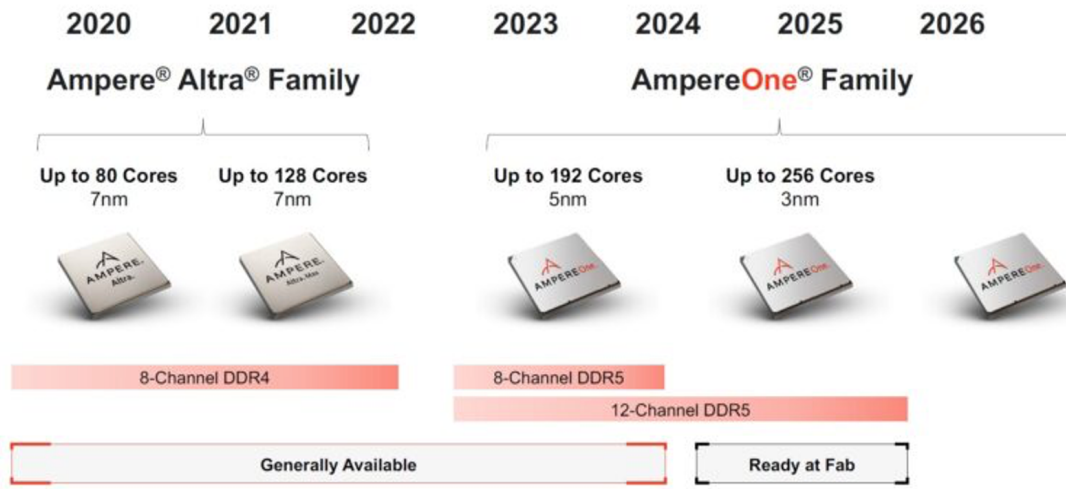 2020 2021 2022 2023 2024 2025 2026
Ampere® Altra® Family AmpereOne® Family
Up to 80 Cores Up to 128 Cores Up to 192 Cores Up to 256 Cores
7nm 7nm 5nm 3nm
AMPERE. AMPERE. AMPEREOne. AMPEREOne. AMPEREOne.
Altra. Altra Max
8-Channel DDR4 8-Channel DDR5
12-Channel DDR5
Generally Available Ready at Fab